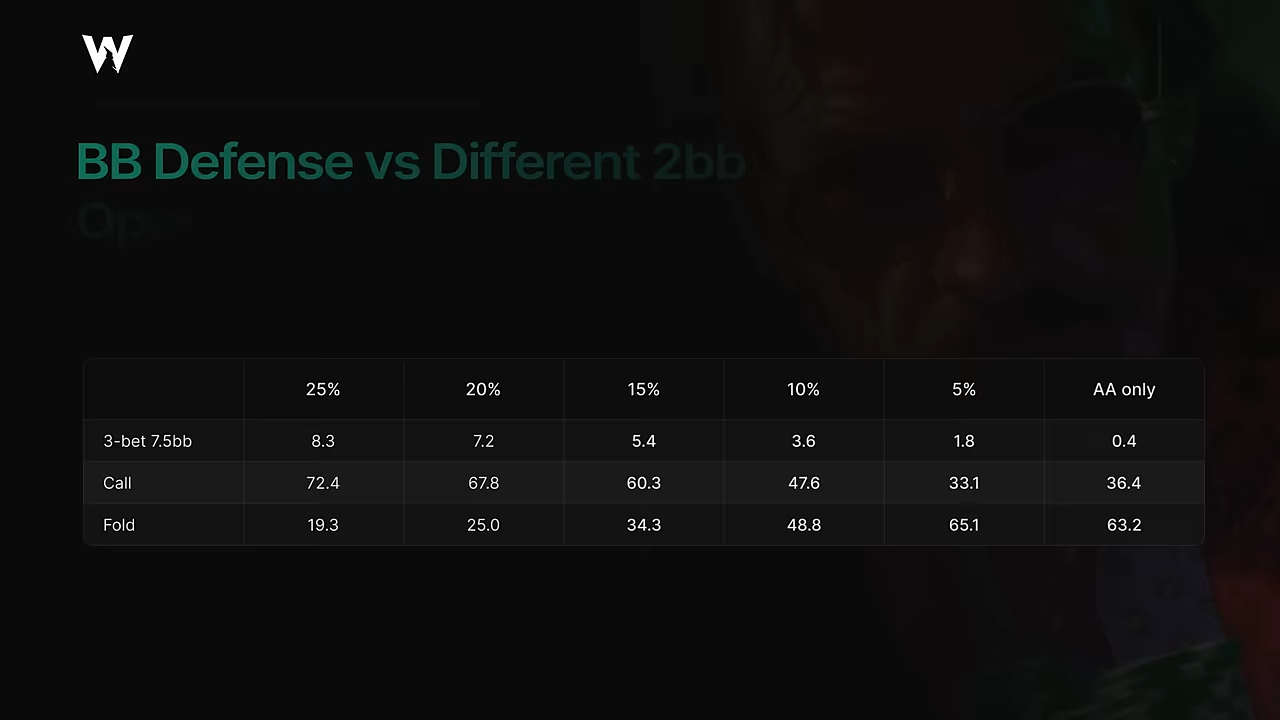 W
BB Defense vs Different 2bb
25% 20% 15% 10% 5% AA only
3-bet 7.5bb 8.3 7.2 5.4 3.6 1.8 0.4
Call 72.4 67.8 60.3 47.6 33.1 36.4
Fold 19.3 25.0 34.3 48.8 65.1 63.2